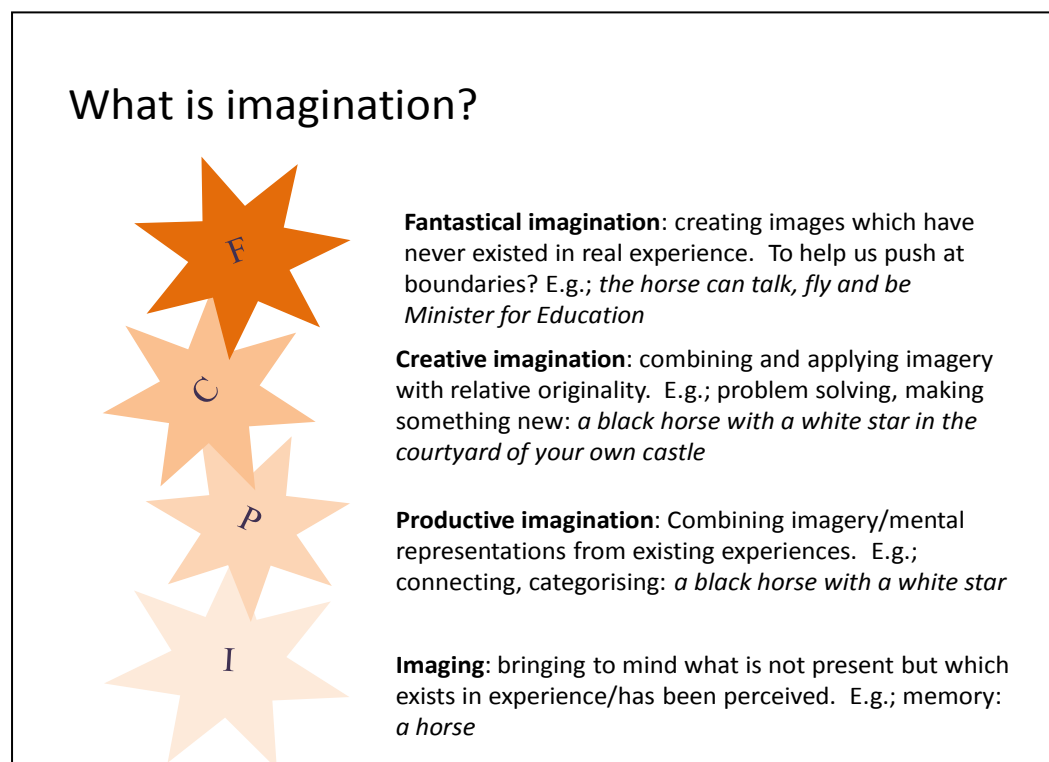 What is imagination?
F
Fantastical imagination: creating images which have
never existed in real experience.  To help us push at
boundaries? E.g.; the horse can talk, fly and be
Minister for Education
C
Creative imagination: combining and applying imagery
with relative originality.  E.g.; problem solving, making
something new: a black horse with a white star in the
courtyard of your own castle
P
Productive imagination: Combining imagery/mental
representations from existing experiences.  E.g.;
connecting, categorising: a black horse with a white star
I
Imaging: bringing to mind what is not present but which
exists in experience/has been perceived.  E.g.; memory:
a horse